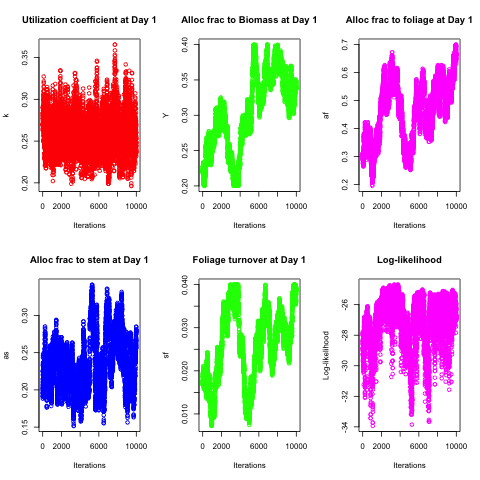 Utilization coefficient at Day 1
k
0.20 0.25 0.30 0.35
0 2000 6000 10000
Iterations
Alloc frac to Biomass at Day 1
Y
0.20 0.25 0.30 0.35 0.40
0 2000 6000 10000
Iterations
Alloc frac to foliage at Day 1
af
0.2 0.3 0.4 0.5 0.6 0.7
0 2000 6000 10000
Iterations
Alloc frac to stem at Day 1
as
0.15 0.20 0.25 0.30
0 2000 6000 10000
Iterations
Foliage turnover at Day 1
sf
0.010 0.020 0.030 0.040
0 2000 6000 10000
Iterations
Log-likelihood
Log-likelihood
-34 -32 -30 -28 -26
0 2000 6000 10000
Iterations